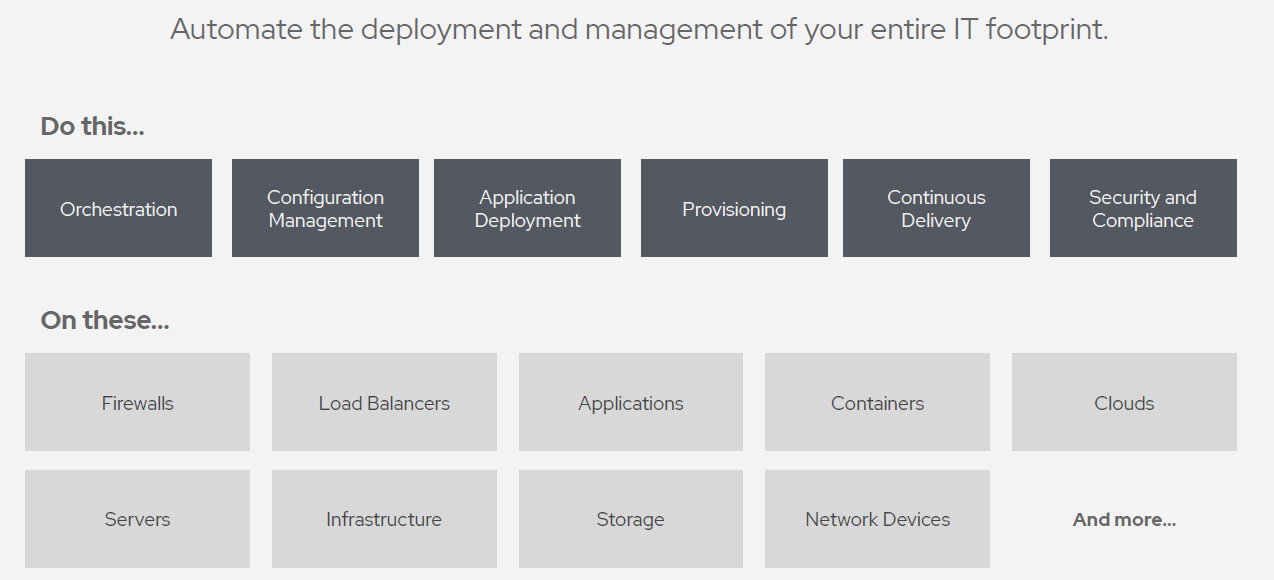 Automate the deployment and management of your entire IT footprint.
Do this...
Orchestration
Configuration
Management
Application
Deployment
Provisioning
Continuous
Delivery
Security and
Compliance
On these...
Firewalls
Load Balancers
Applications
Containers
Clouds
Servers
Infrastructure
Storage
Network Devices
And more...